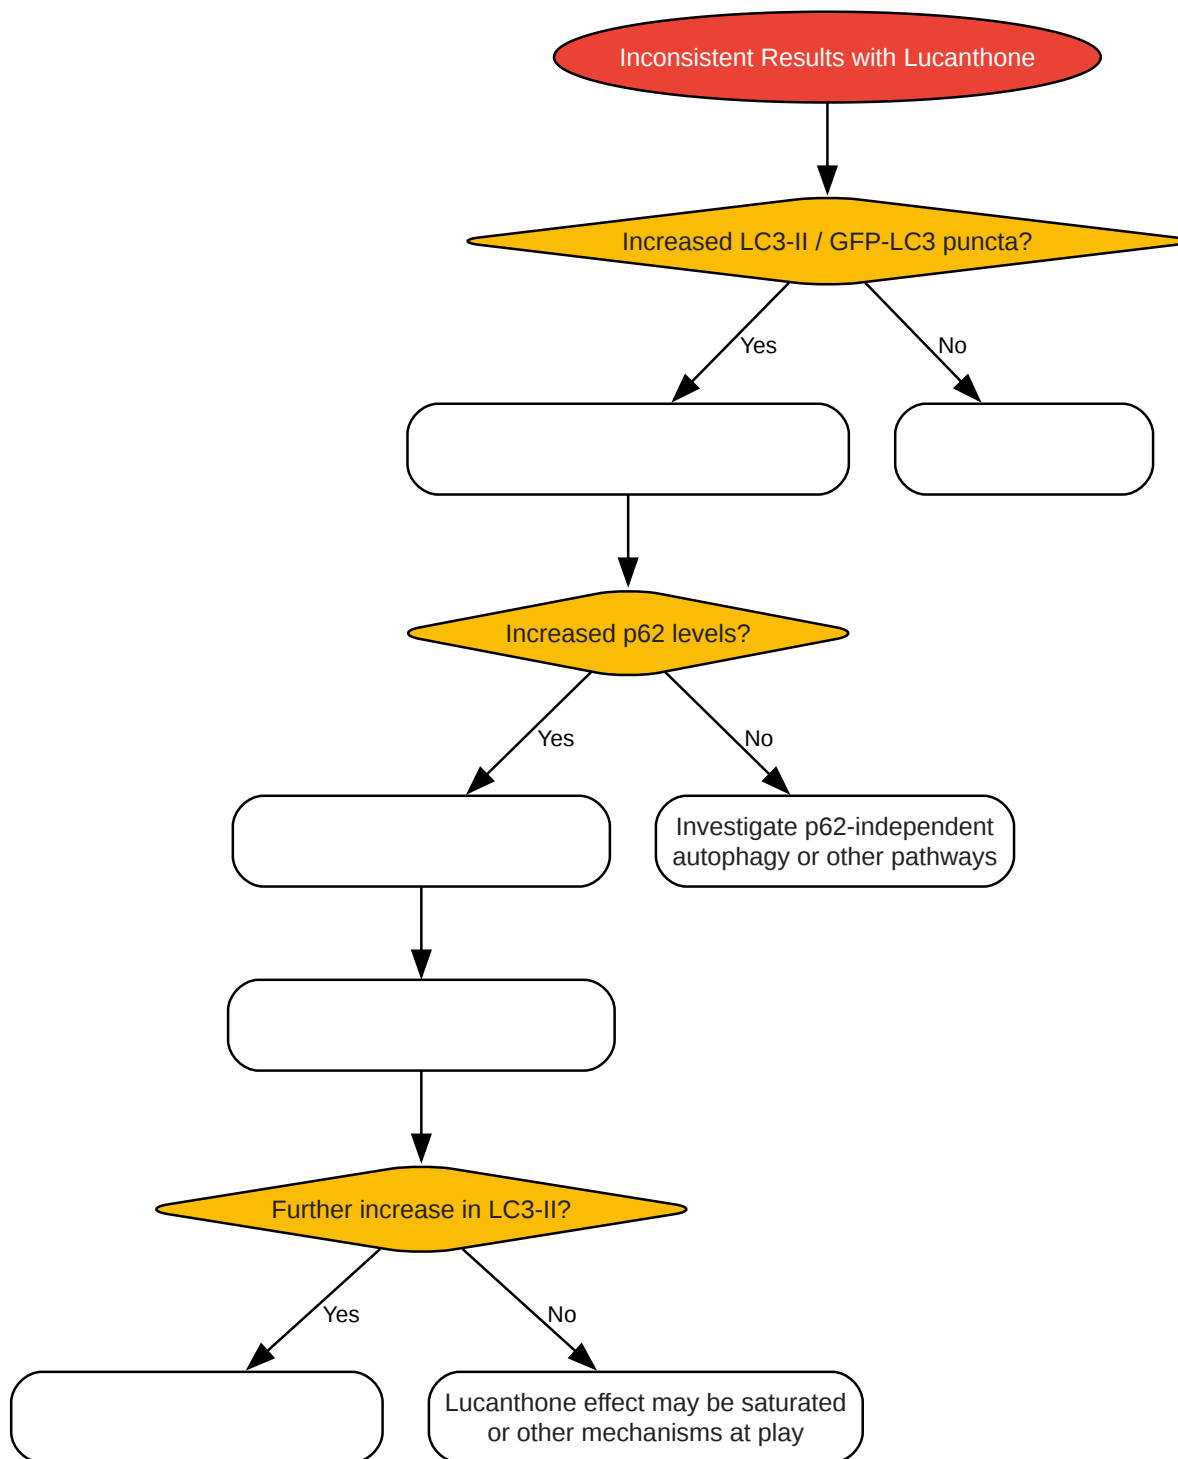 Inconsistent Results with Lucanthone
Increased LC3-II / GFP-LC3 puncta?
Yes
No
Increased p62 levels?
Yes
No
Investigate p62-independent
autophagy or other pathways
Further increase in LC3-II?
Yes
No
Lucanthone effect may be saturated
or other mechanisms at play